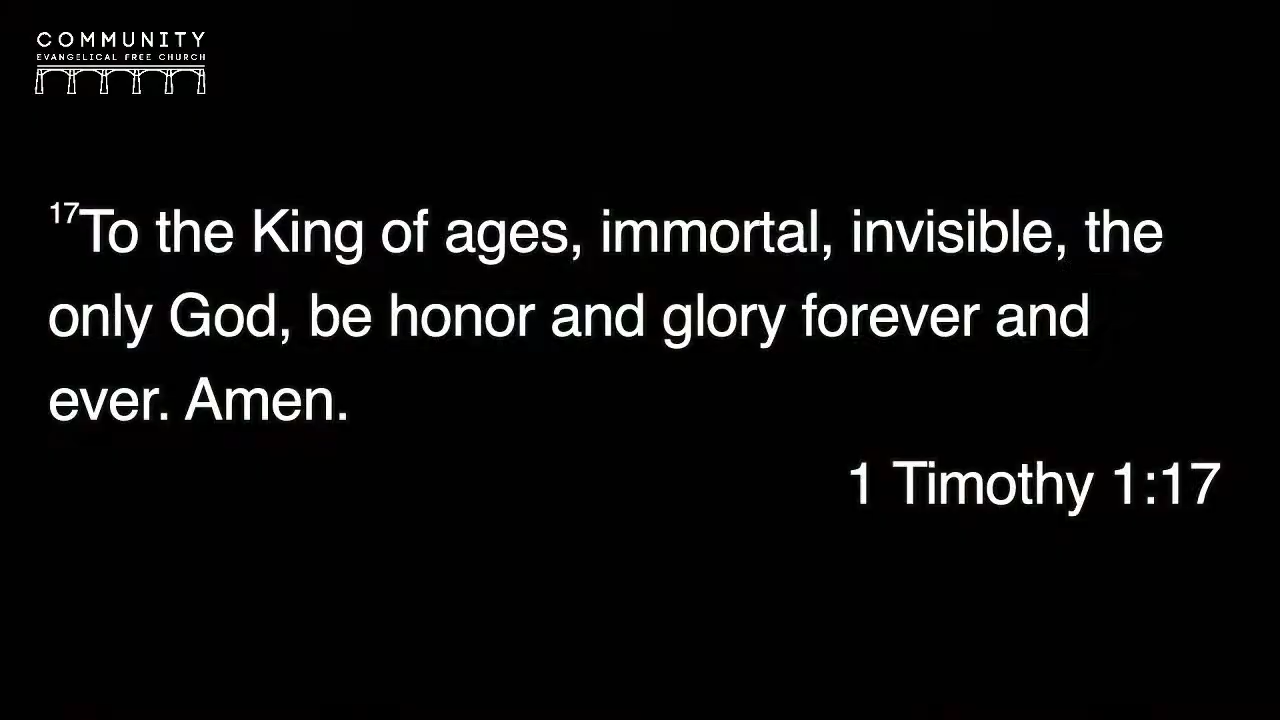 COMMUNITY
EVANGELICAL FREE CHURCH
17To the King of ages, immortal, invisible, the
only God, be honor and glory forever and
ever. Amen.
1 Timothy 1:17